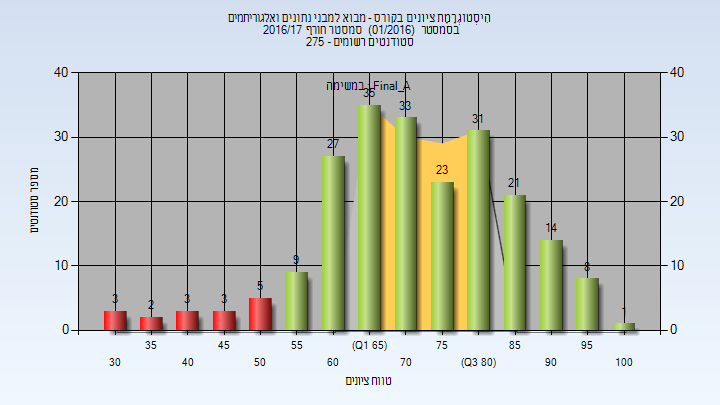 הִיסְטוֹגְרָמַת ציונים בקורס - מבוא למבני נתונים ואלגוריתמים
בסמסטר (01/2016) סמסטר חורף 2016/17
סטודנטים רשומים - 275
במשימה : Final_A
מספר סטודנטים
40 40
30 30
20 20
10 10
0 0
3 2 3 3 5 9 27 35 33 23 31 21 14 8 1
35 45 55 (Q1 65) 75 85 95
30 40 50 60 70 (Q3 80) 90 100
טווח ציונים